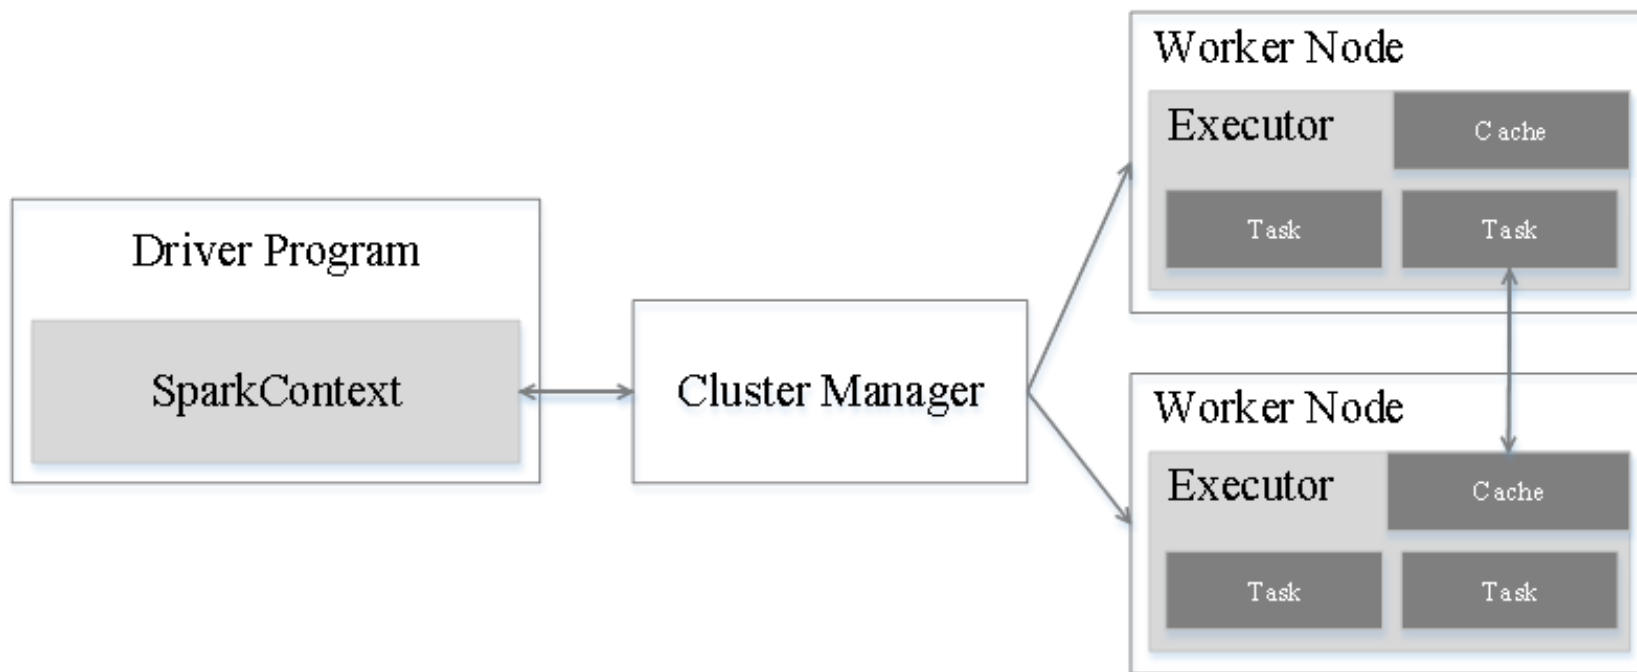 Driver Program
SparkContext
Cluster Manager
Worker Node
Executor
Cache
Task
Task
Worker Node
Executor
Cache
Task
Task